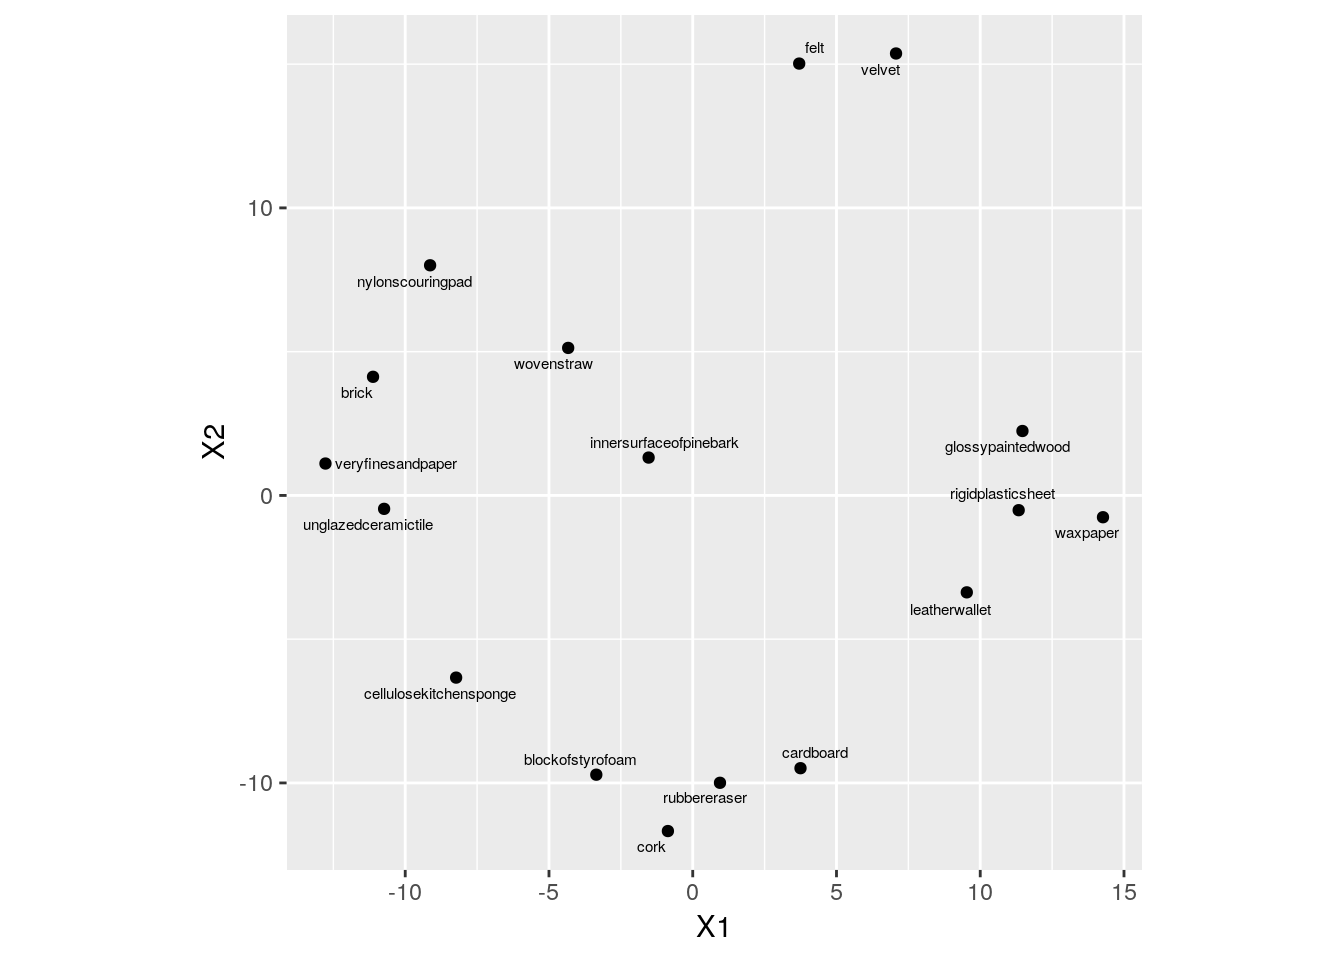 felt
velvet
10
nylonscouringpad
wovenstraw
brick
innersurfaceofpinebark
glossypaintedwood
X2
veryfinesandpaper
0
rigidplasticsheet
unglazedceramictile
waxpaper
leatherwallet
cellulosekitchensponge
cardboard
blockofstyrofoam
-10
rubbereraser
cork
-10 -5 0 5 10 15
X1